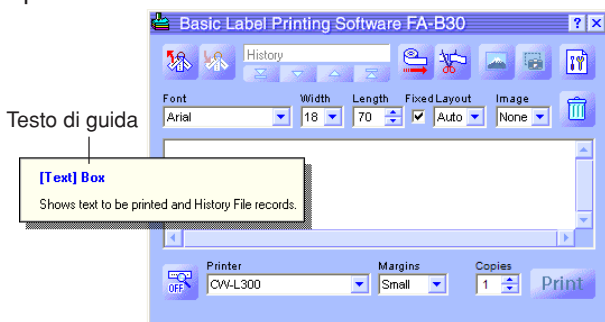 Basic Label Printing Software FA-B30
History
Font Width Length Fixed Layout Image
Arial 18 70 Auto None
Testo di guida
[Text] Box
Shows text to be printed and History File records.
Printer Margins Copies
OFF CW-L300 Small 1 Print